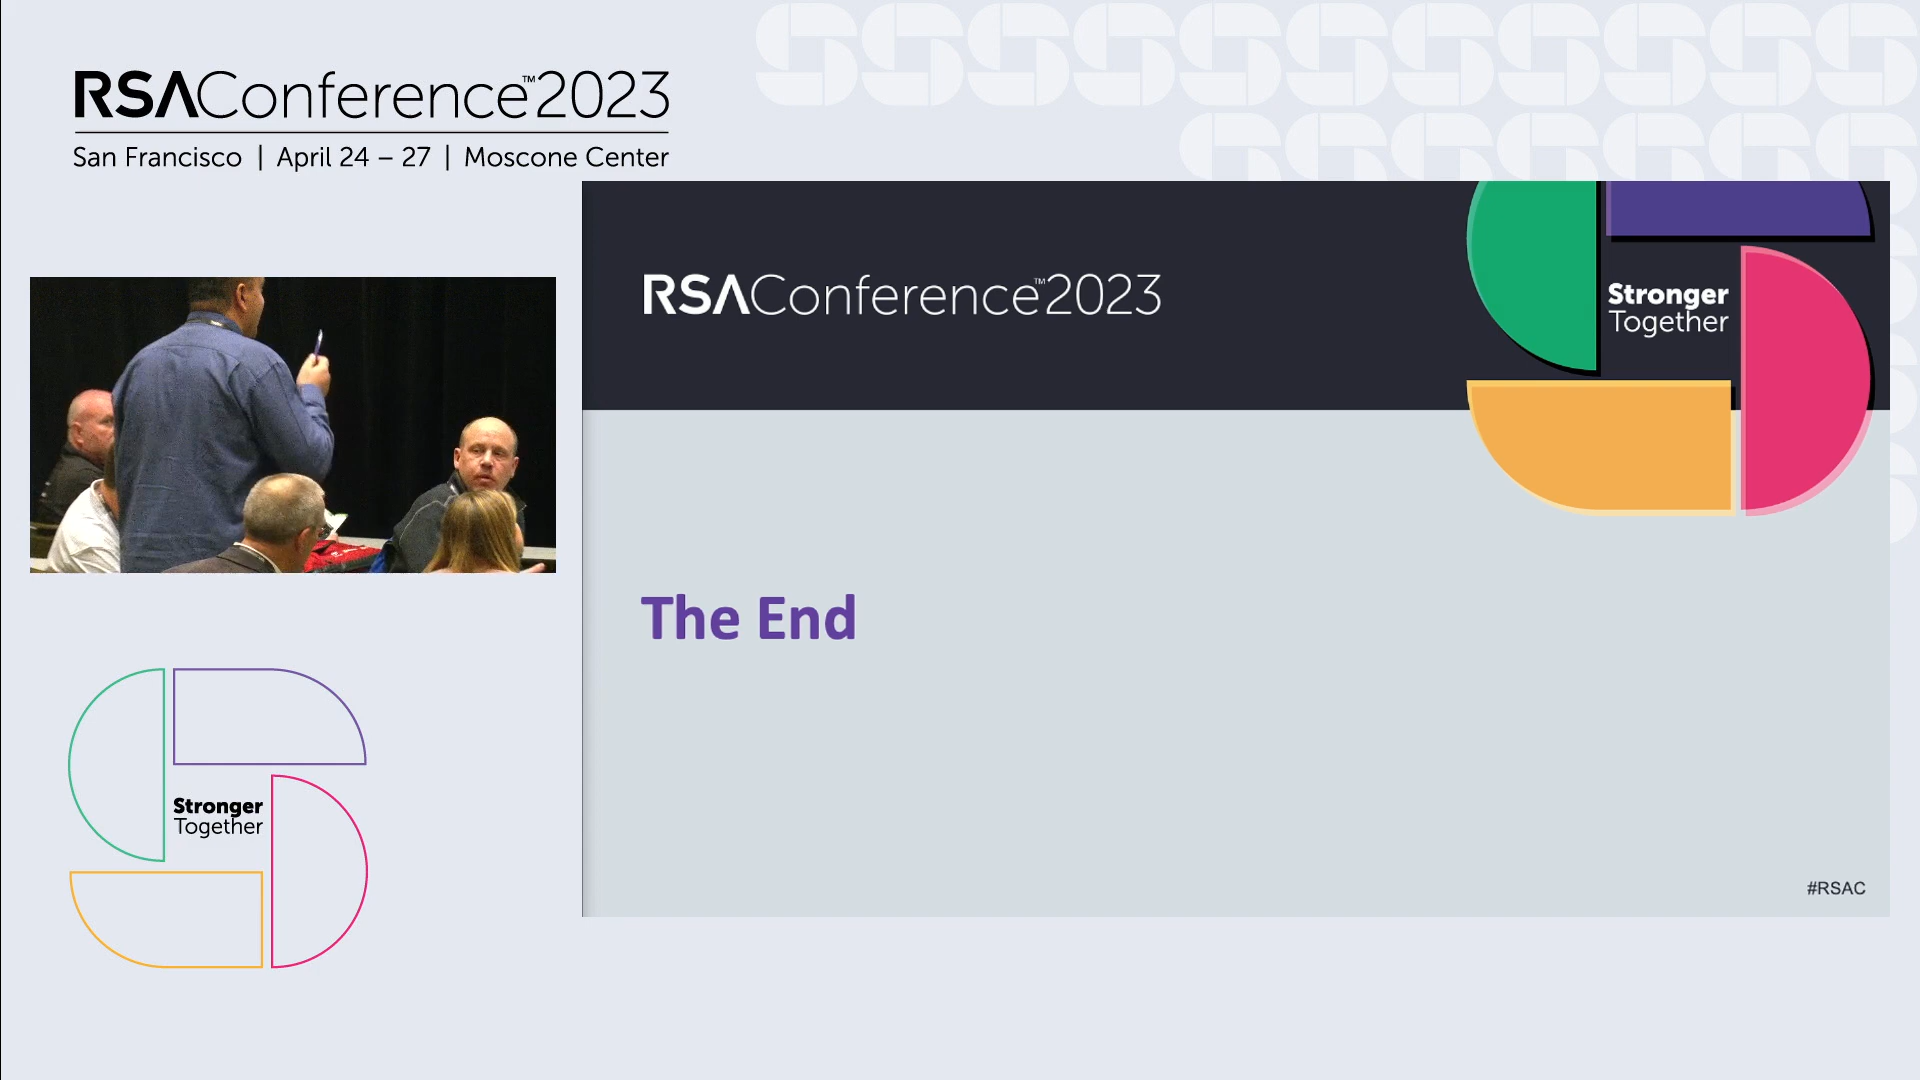 RSAConference™2023
San Francisco | April 24 – 27 | Moscone Center
RSAConference™2023
Stronger
Together
The End
Stronger
Together
#RSAC